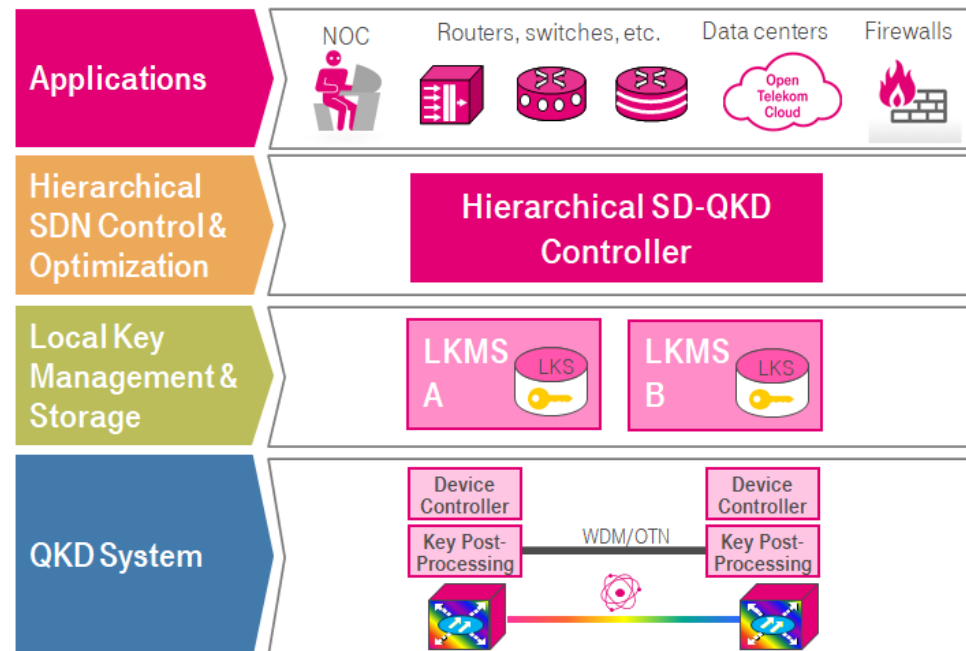 Applications
NOC
Routers, switches, etc.
Data centers
Firewalls
Open
Telekom
Cloud
Hierarchical
SDN Control &
Optimization
Hierarchical SD-QKD
Controller
Local Key
Management &
Storage
LKMS
A
LKS
LKMS
B
LKS
QKD System
Device
Controller
Key Post-
Processing
WDM/OTN
Device
Controller
Key Post-
Processing